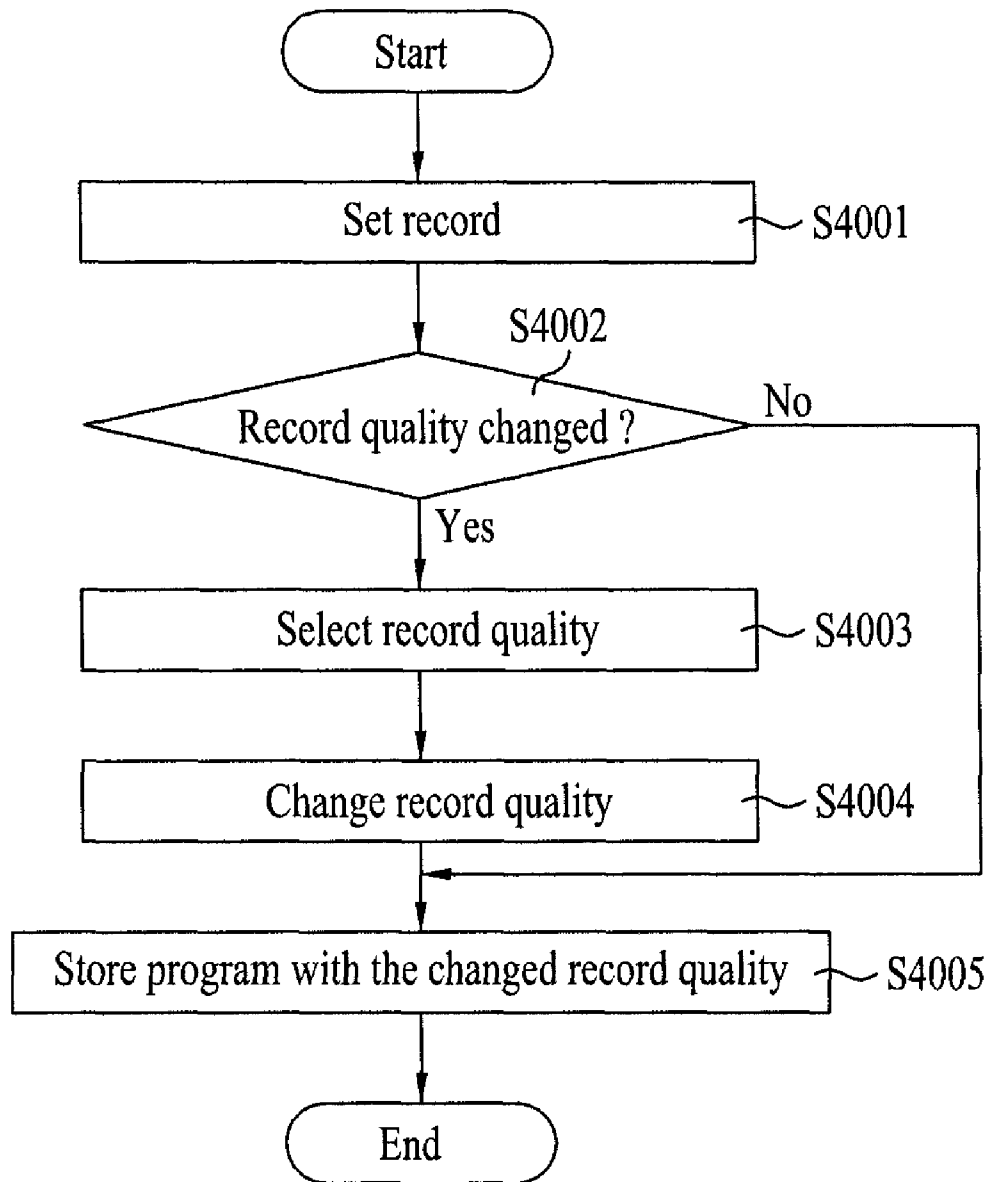 Start
Set record
S4001
S4002
Record quality changed ?
No
Yes
Select record quality
S4003
Change record quality
S4004
Store program with the changed record quality
S4005
End